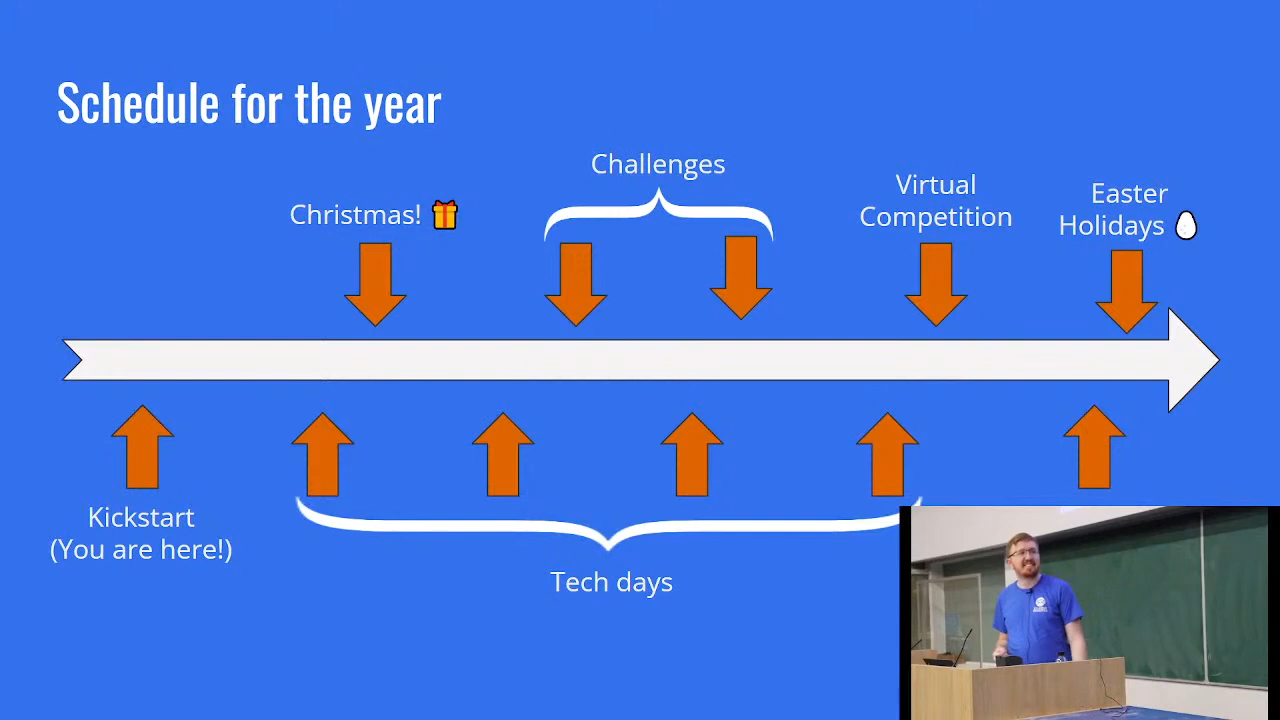 Schedule for the year
Challenges
Christmas!
Virtual
Competition
Easter
Holidays
Kickstart
(You are here!)
Tech days